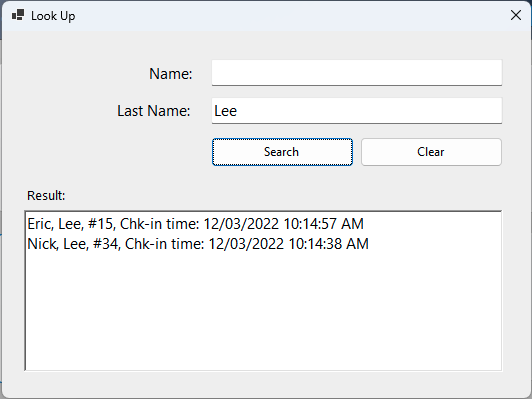 Look Up
Name:
Last Name: Lee
Search Clear
Result:
Eric, Lee, #15, Chk-in time: 12/03/2022 10:14:57 AM
Nick, Lee, #34, Chk-in time: 12/03/2022 10:14:38 AM